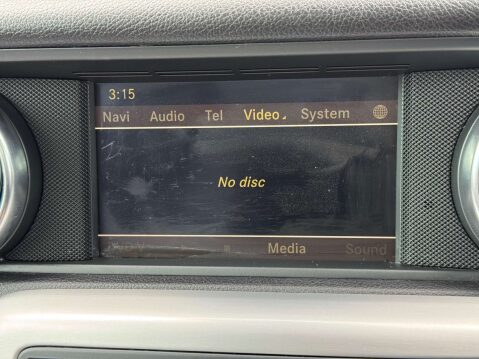 3:15
Navi Audio Tel Video System
No disc
Media Sound